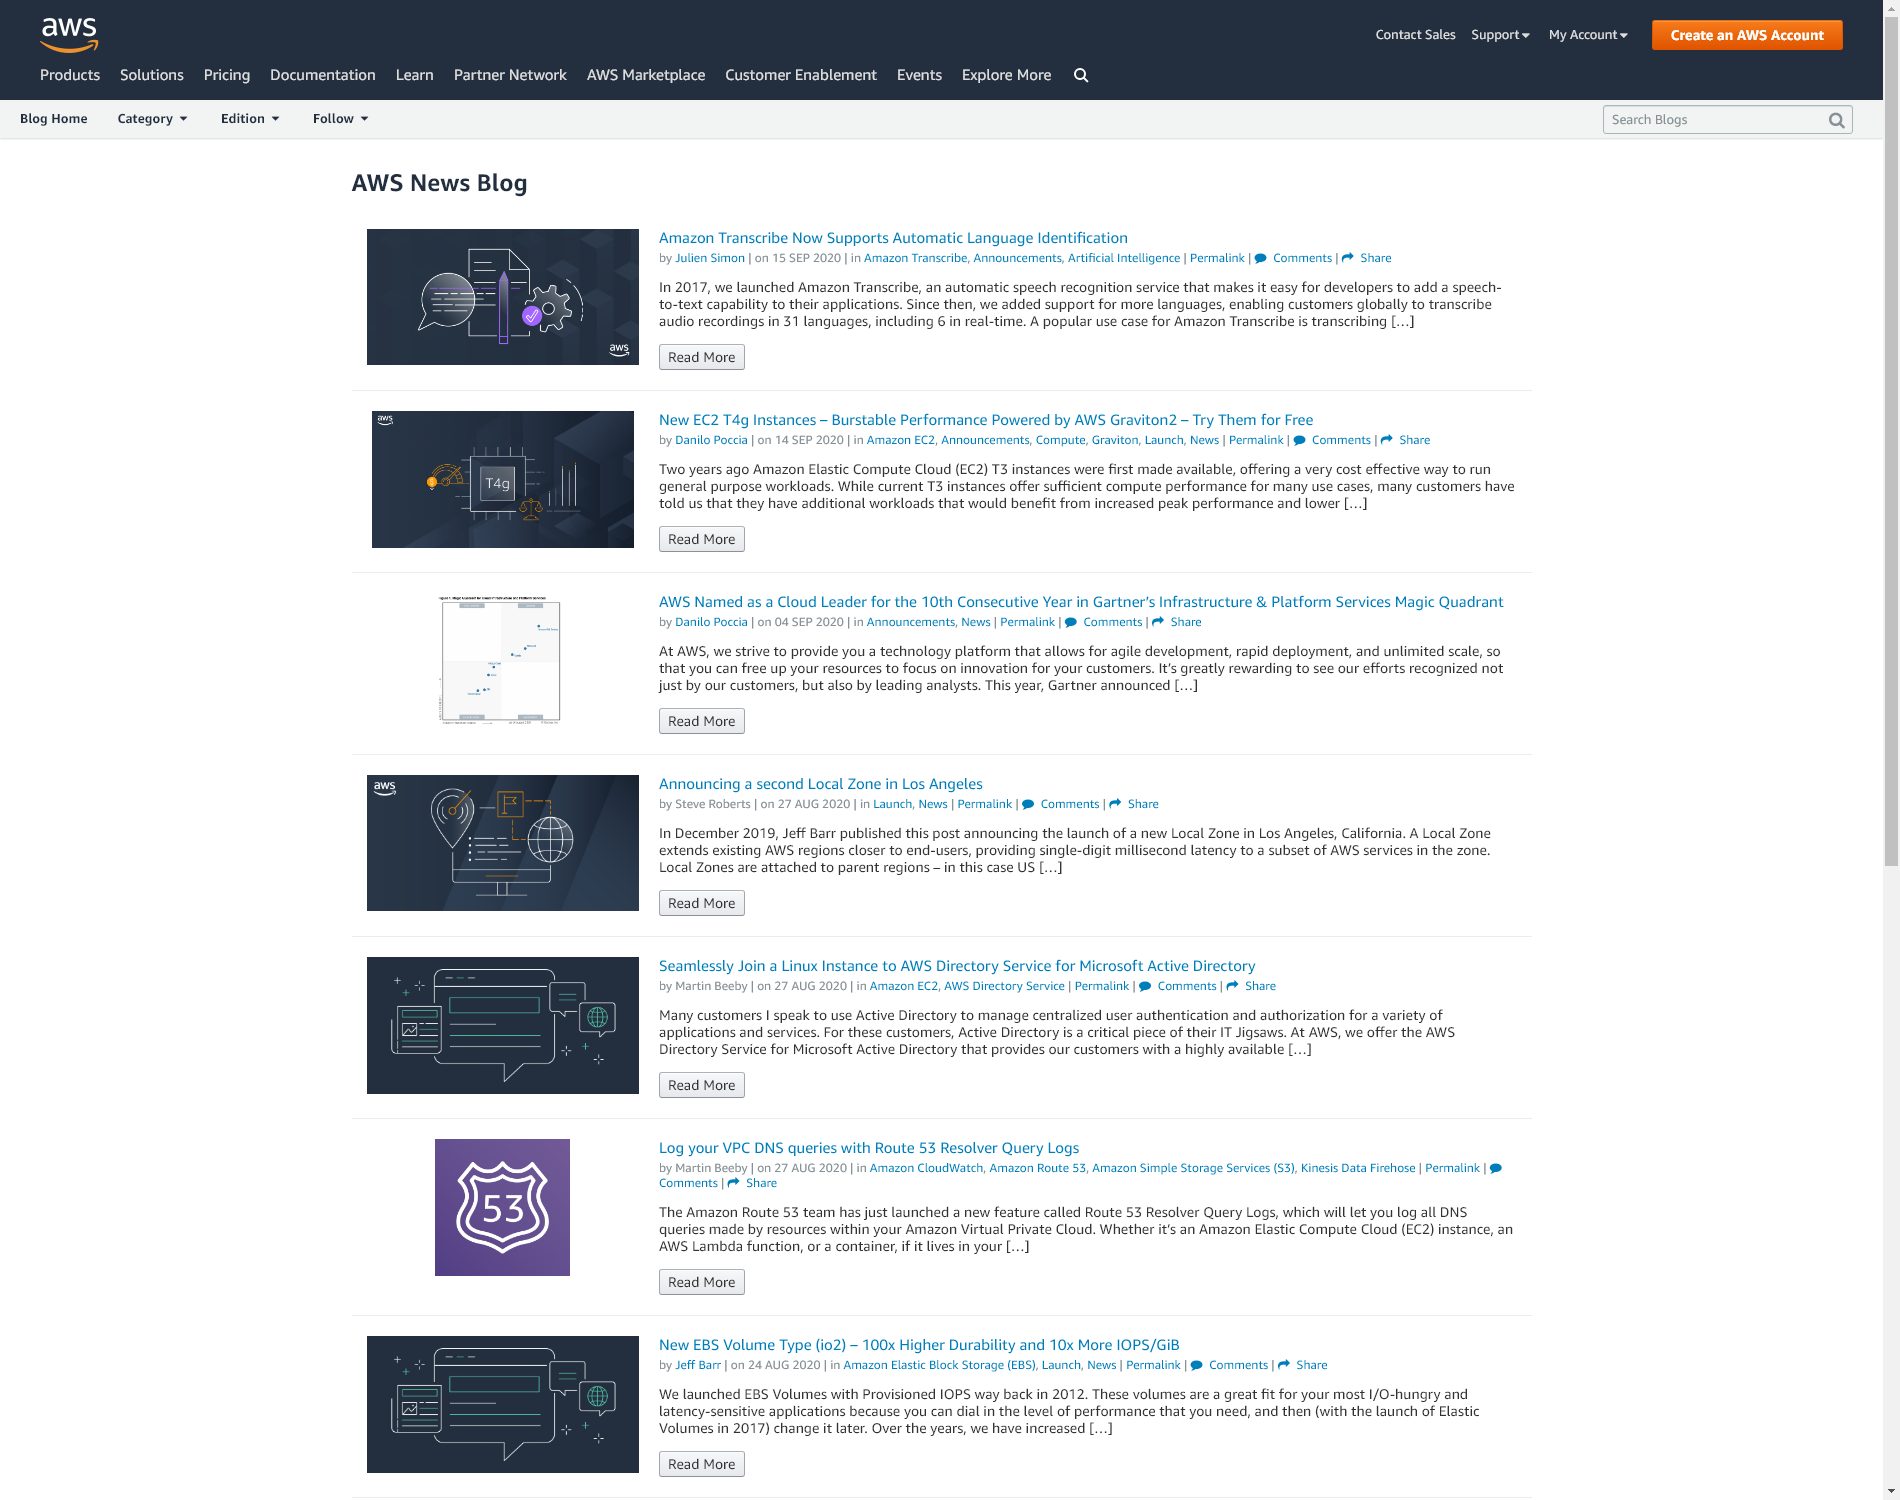 aws
Contact Sales Support My Account Create an AWS Account
Products Solutions Pricing Documentation Learn Partner Network AWS Marketplace Customer Enablement Events Explore More
Blog Home Category Edition Follow Search Blogs
AWS News Blog
aws
Amazon Transcribe Now Supports Automatic Language Identification
by Julien Simon | on 15 SEP 2020 | in Amazon Transcribe, Announcements, Artificial Intelligence | Permalink | Comments | Share
In 2017, we launched Amazon Transcribe, an automatic speech recognition service that makes it easy for developers to add a speech-
to-text capability to their applications. Since then, we added support for more languages, enabling customers globally to transcribe
audio recordings in 31 languages, including 6 in real-time. A popular use case for Amazon Transcribe is transcribing […]
Read More
aws
T4g
New EC2 T4g Instances – Burstable Performance Powered by AWS Graviton2 – Try Them for Free
by Danilo Poccia | on 14 SEP 2020 | in Amazon EC2, Announcements, Compute, Graviton, Launch, News | Permalink | Comments | Share
Two years ago Amazon Elastic Compute Cloud (EC2) T3 instances were first made available, offering a very cost effective way to run
general purpose workloads. While current T3 instances offer sufficient compute performance for many use cases, many customers have
told us that they have additional workloads that would benefit from increased peak performance and lower […]
Read More
AWS Named as a Cloud Leader for the 10th Consecutive Year in Gartner’s Infrastructure & Platform Services Magic Quadrant
by Danilo Poccia | on 04 SEP 2020 | in Announcements, News | Permalink | Comments | Share
At AWS, we strive to provide you a technology platform that allows for agile development, rapid deployment, and unlimited scale, so
that you can free up your resources to focus on innovation for your customers. It’s greatly rewarding to see our efforts recognized not
just by our customers, but also by leading analysts. This year, Gartner announced […]
Read More
aws
Announcing a second Local Zone in Los Angeles
by Steve Roberts | on 27 AUG 2020 | in Launch, News | Permalink | Comments | Share
In December 2019, Jeff Barr published this post announcing the launch of a new Local Zone in Los Angeles, California. A Local Zone
extends existing AWS regions closer to end-users, providing single-digit millisecond latency to a subset of AWS services in the zone.
Local Zones are attached to parent regions – in this case US […]
Read More
Seamlessly Join a Linux Instance to AWS Directory Service for Microsoft Active Directory
by Martin Beeby | on 27 AUG 2020 | in Amazon EC2, AWS Directory Service | Permalink | Comments | Share
Many customers I speak to use Active Directory to manage centralized user authentication and authorization for a variety of
applications and services. For these customers, Active Directory is a critical piece of their IT Jigsaws. At AWS, we offer the AWS
Directory Service for Microsoft Active Directory that provides our customers with a highly available […]
Read More
53
Log your VPC DNS queries with Route 53 Resolver Query Logs
by Martin Beeby | on 27 AUG 2020 | in Amazon CloudWatch, Amazon Route 53, Amazon Simple Storage Services (S3), Kinesis Data Firehose | Permalink |
Comments | Share
The Amazon Route 53 team has just launched a new feature called Route 53 Resolver Query Logs, which will let you log all DNS
queries made by resources within your Amazon Virtual Private Cloud. Whether it’s an Amazon Elastic Compute Cloud (EC2) instance, an
AWS Lambda function, or a container, if it lives in your […]
Read More
New EBS Volume Type (io2) – 100x Higher Durability and 10x More IOPS/GiB
by Jeff Barr | on 24 AUG 2020 | in Amazon Elastic Block Storage (EBS), Launch, News | Permalink | Comments | Share
We launched EBS Volumes with Provisioned IOPS way back in 2012. These volumes are a great fit for your most I/O-hungry and
latency-sensitive applications because you can dial in the level of performance that you need, and then (with the launch of Elastic
Volumes in 2017) change it later. Over the years, we have increased […]
Read More